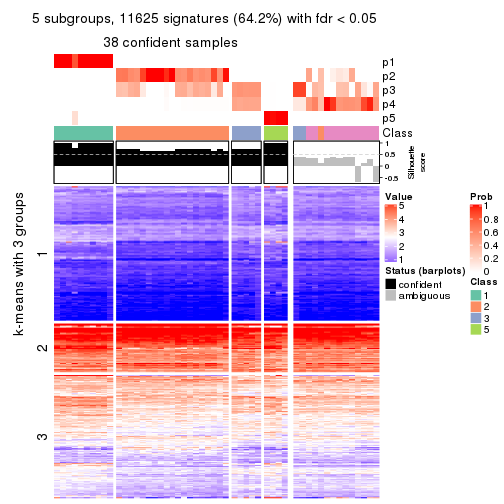 5 subgroups, 11625 signatures (64.2%) with fdr < 0.05
38 confident samples
p1
p2
p3
p4
p5
Class
1
0.5
0
-0.5
Silhouette
score
k-means with 3 groups
1
2
3
Value
5
4
3
2
1
Status (barplots)
confident
ambiguous
Prob
1
0.8
0.6
0.4
0.2
0
Class
1
2
3
5